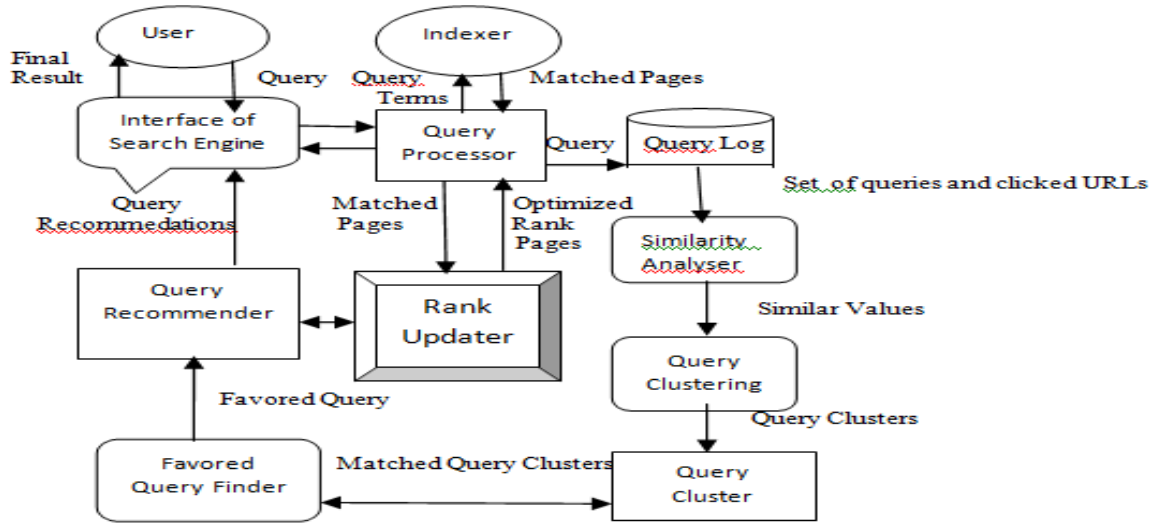 User
Indexer
Final
Result
Query
Query
Terms
Matched Pages
Interface of
Search Engine
Query
Processor
Query
Query Log
Set of queries and clicked URLs
Query
Recommedations
Matched
Pages
Optimized
Rank
Pages
Similarity
Analyser
Query
Recommender
Rank
Updater
Similar Values
Query
Clustering
Favored Query
Query Clusters
Favored
Query Finder
Matched Query Clusters
Query
Cluster